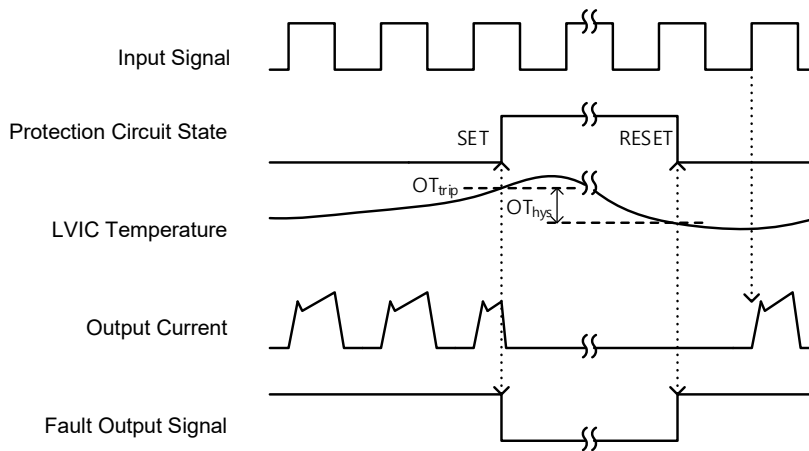 Input Signal
Protection Circuit State
SET
RESET
OTtrip
OThys
LVIC Temperature
Output Current
Fault Output Signal